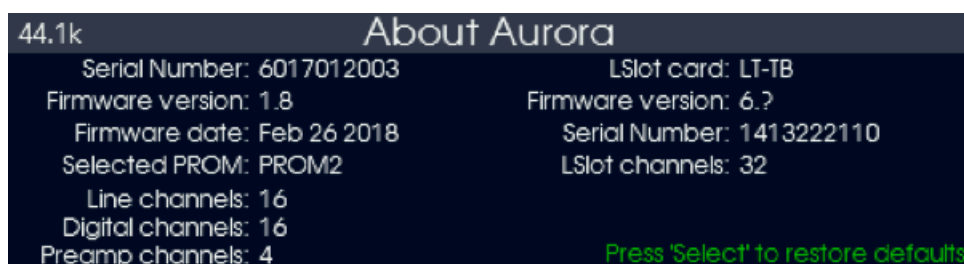 44.1k About Aurora
Serial Number: 6017012003
Firmware version: 1.8
Firmware date: Feb 26 2018
Selected PROM: PROM2
Line channels: 16
Digital channels: 16
Preamp channels: 4
LSlot card: LT-TB
Firmware version: 6.?
Serial Number: 1413222110
LSlot channels: 32
Press 'Select' to restore defaults